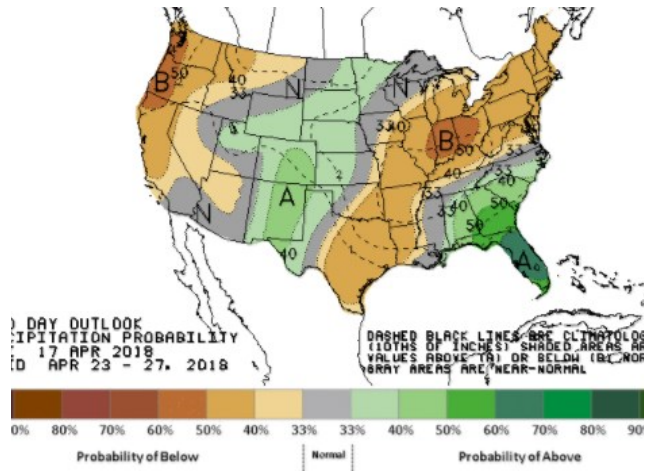 B 50 40 33 N N 33 40 B 50 40
A 40 2 33 33 33 40 40 50 50 A
N
DAY OUTLOOK
CIPITATION PROBABILITY
17 APR 2018
ED APR 23 - 27, 2018
DASHED BLACK LINES ARE CLIMATOLOG
(10THS OF INCHES) SHADED AREAS AR
VALUES ABOVE (A) OR BELOW (B) NOR
GRAY AREAS ARE NEAR-NORMAL
0% 80% 70% 60% 50% 40% 33% 33% 40% 50% 60% 70% 80% 90
Probability of Below Normal Probability of Above